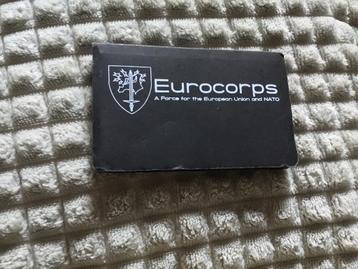 Eurocorps
A Force for the European Union and NATO